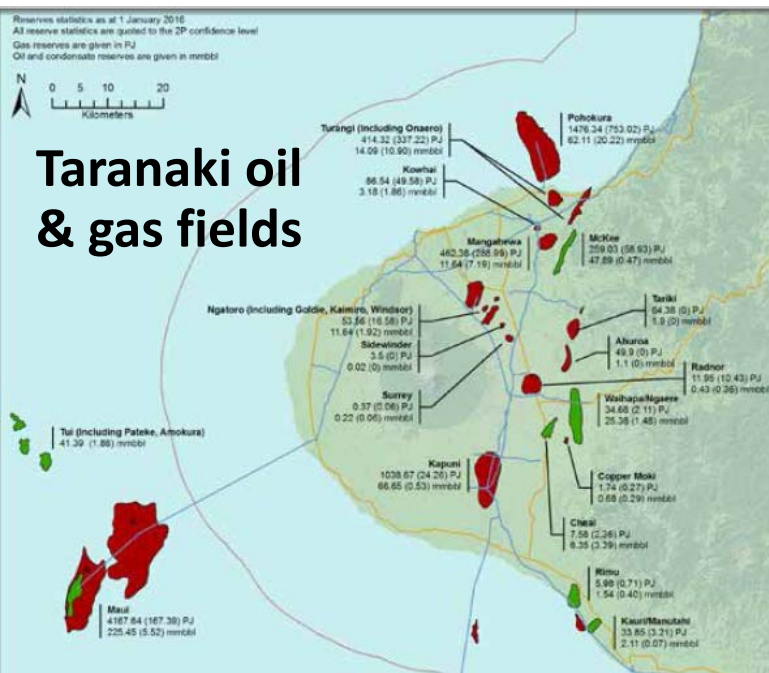 Reserves statistics as at 1 January 2016
All reserve statistics are quoted to the 2P confidence level
Gas reserves are given in PJ
Oil and condensate reserves are given in mmbbl
N
0 5 10 20
Kilometers
Taranaki oil
& gas fields
Pohokura
1476.34 (753.02) PJ
62.11 (20.22) mmbbl
Turangi (Including Onaero)
414.32 (337.22) PJ
14.09 (10.90) mmbbl
Kowhai
86.54 (49.58) PJ
3.18 (1.86) mmbbl
Mangahewa
462.38 (288.99) PJ
11.64 (7.19) mmbbl
McKee
259.03 (58.93) PJ
47.89 (0.47) mmbbl
Ngatoro (Including Goldie, Kaimiro, Windsor)
53.56 (16.58) PJ
11.64 (1.92) mmbbl
Tariki
64.38 (0) PJ
1.9 (0) mmbbl
Sidewinder
3.5 (0) PJ
0.02 (0) mmbbl
Ahuroa
49.9 (0) PJ
1.1 (0) mmbbl
Radnor
11.95 (10.43) PJ
0.43 (0.36) mmbbl
Surrey
0.37 (0.06) PJ
0.22 (0.06) mmbbl
Waihapa/Ngaere
34.68 (2.11) PJ
25.38 (1.48) mmbbl
Tui (Including Pateke, Amokura)
41.39 (1.86) mmbbl
Kapuni
1038.67 (24.26) PJ
66.65 (0.53) mmbbl
Copper Moki
1.74 (0.27) PJ
0.68 (0.29) mmbbl
Cheal
7.58 (2.36) PJ
6.35 (3.39) mmbbl
Rimu
5.98 (0.71) PJ
1.54 (0.40) mmbbl
Maui
4167.64 (167.39) PJ
225.45 (5.52) mmbbl
Kauri/Manutahi
33.85 (3.21) PJ
2.11 (0.07) mmbbl